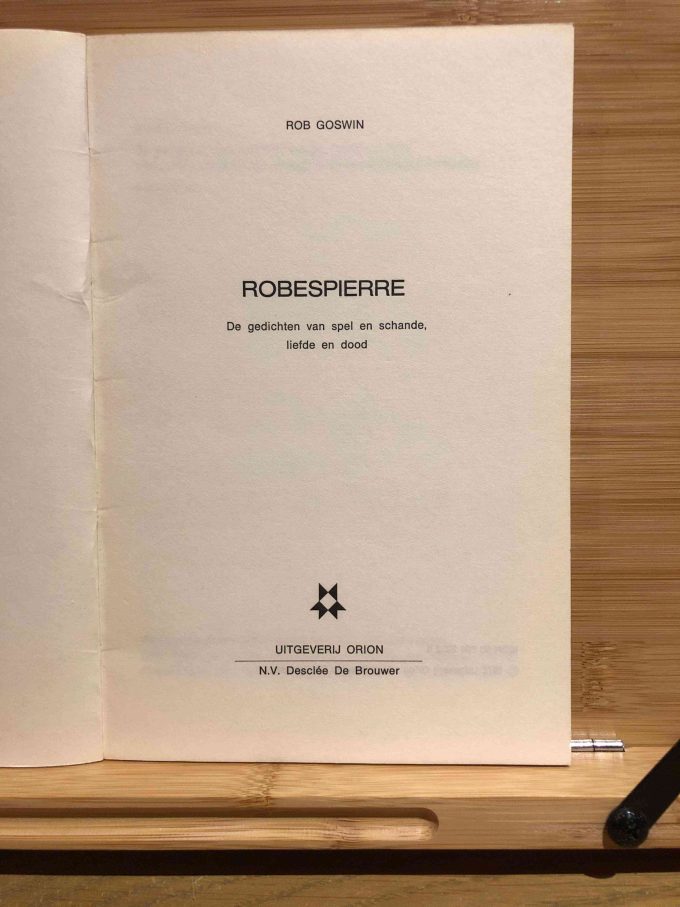 ROB GOSWIN
ROBESPIERRE
De gedichten van spel en schande,
liefde en dood
UITGEVERIJ ORION
N.V. Desclée De Brouwer